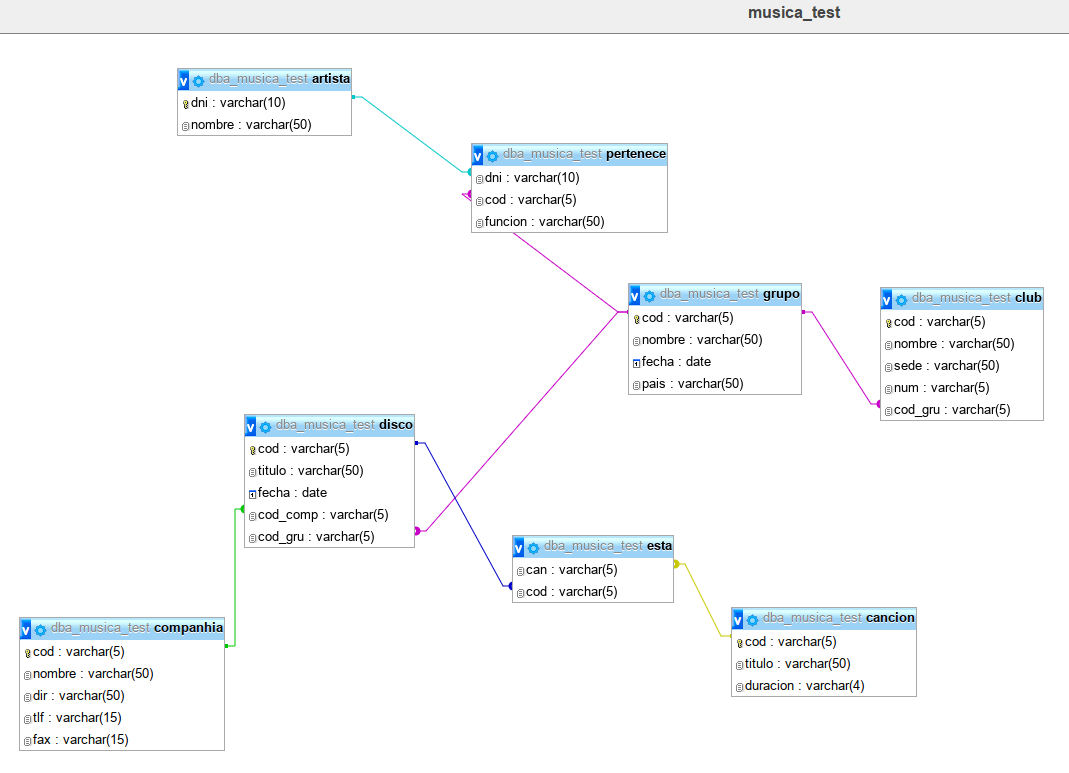 musica_test
v dba_musica_test artista
dni : varchar(10)
nombre : varchar(50)
v dba_musica_test pertenece
dni : varchar(10)
cod : varchar(5)
funcion : varchar(50)
v dba_musica_test grupo
cod : varchar(5)
nombre : varchar(50)
fecha : date
pais : varchar(50)
v dba_musica_test club
cod : varchar(5)
nombre : varchar(50)
sede : varchar(50)
num : varchar(5)
cod_gru : varchar(5)
v dba_musica_test disco
cod : varchar(5)
titulo : varchar(50)
fecha : date
cod_comp : varchar(5)
cod_gru : varchar(5)
v dba_musica_test esta
can : varchar(5)
cod : varchar(5)
v dba_musica_test companhia
cod : varchar(5)
nombre : varchar(50)
dir : varchar(50)
tlf : varchar(15)
fax : varchar(15)
v dba_musica_test cancion
cod : varchar(5)
titulo : varchar(50)
duracion : varchar(4)